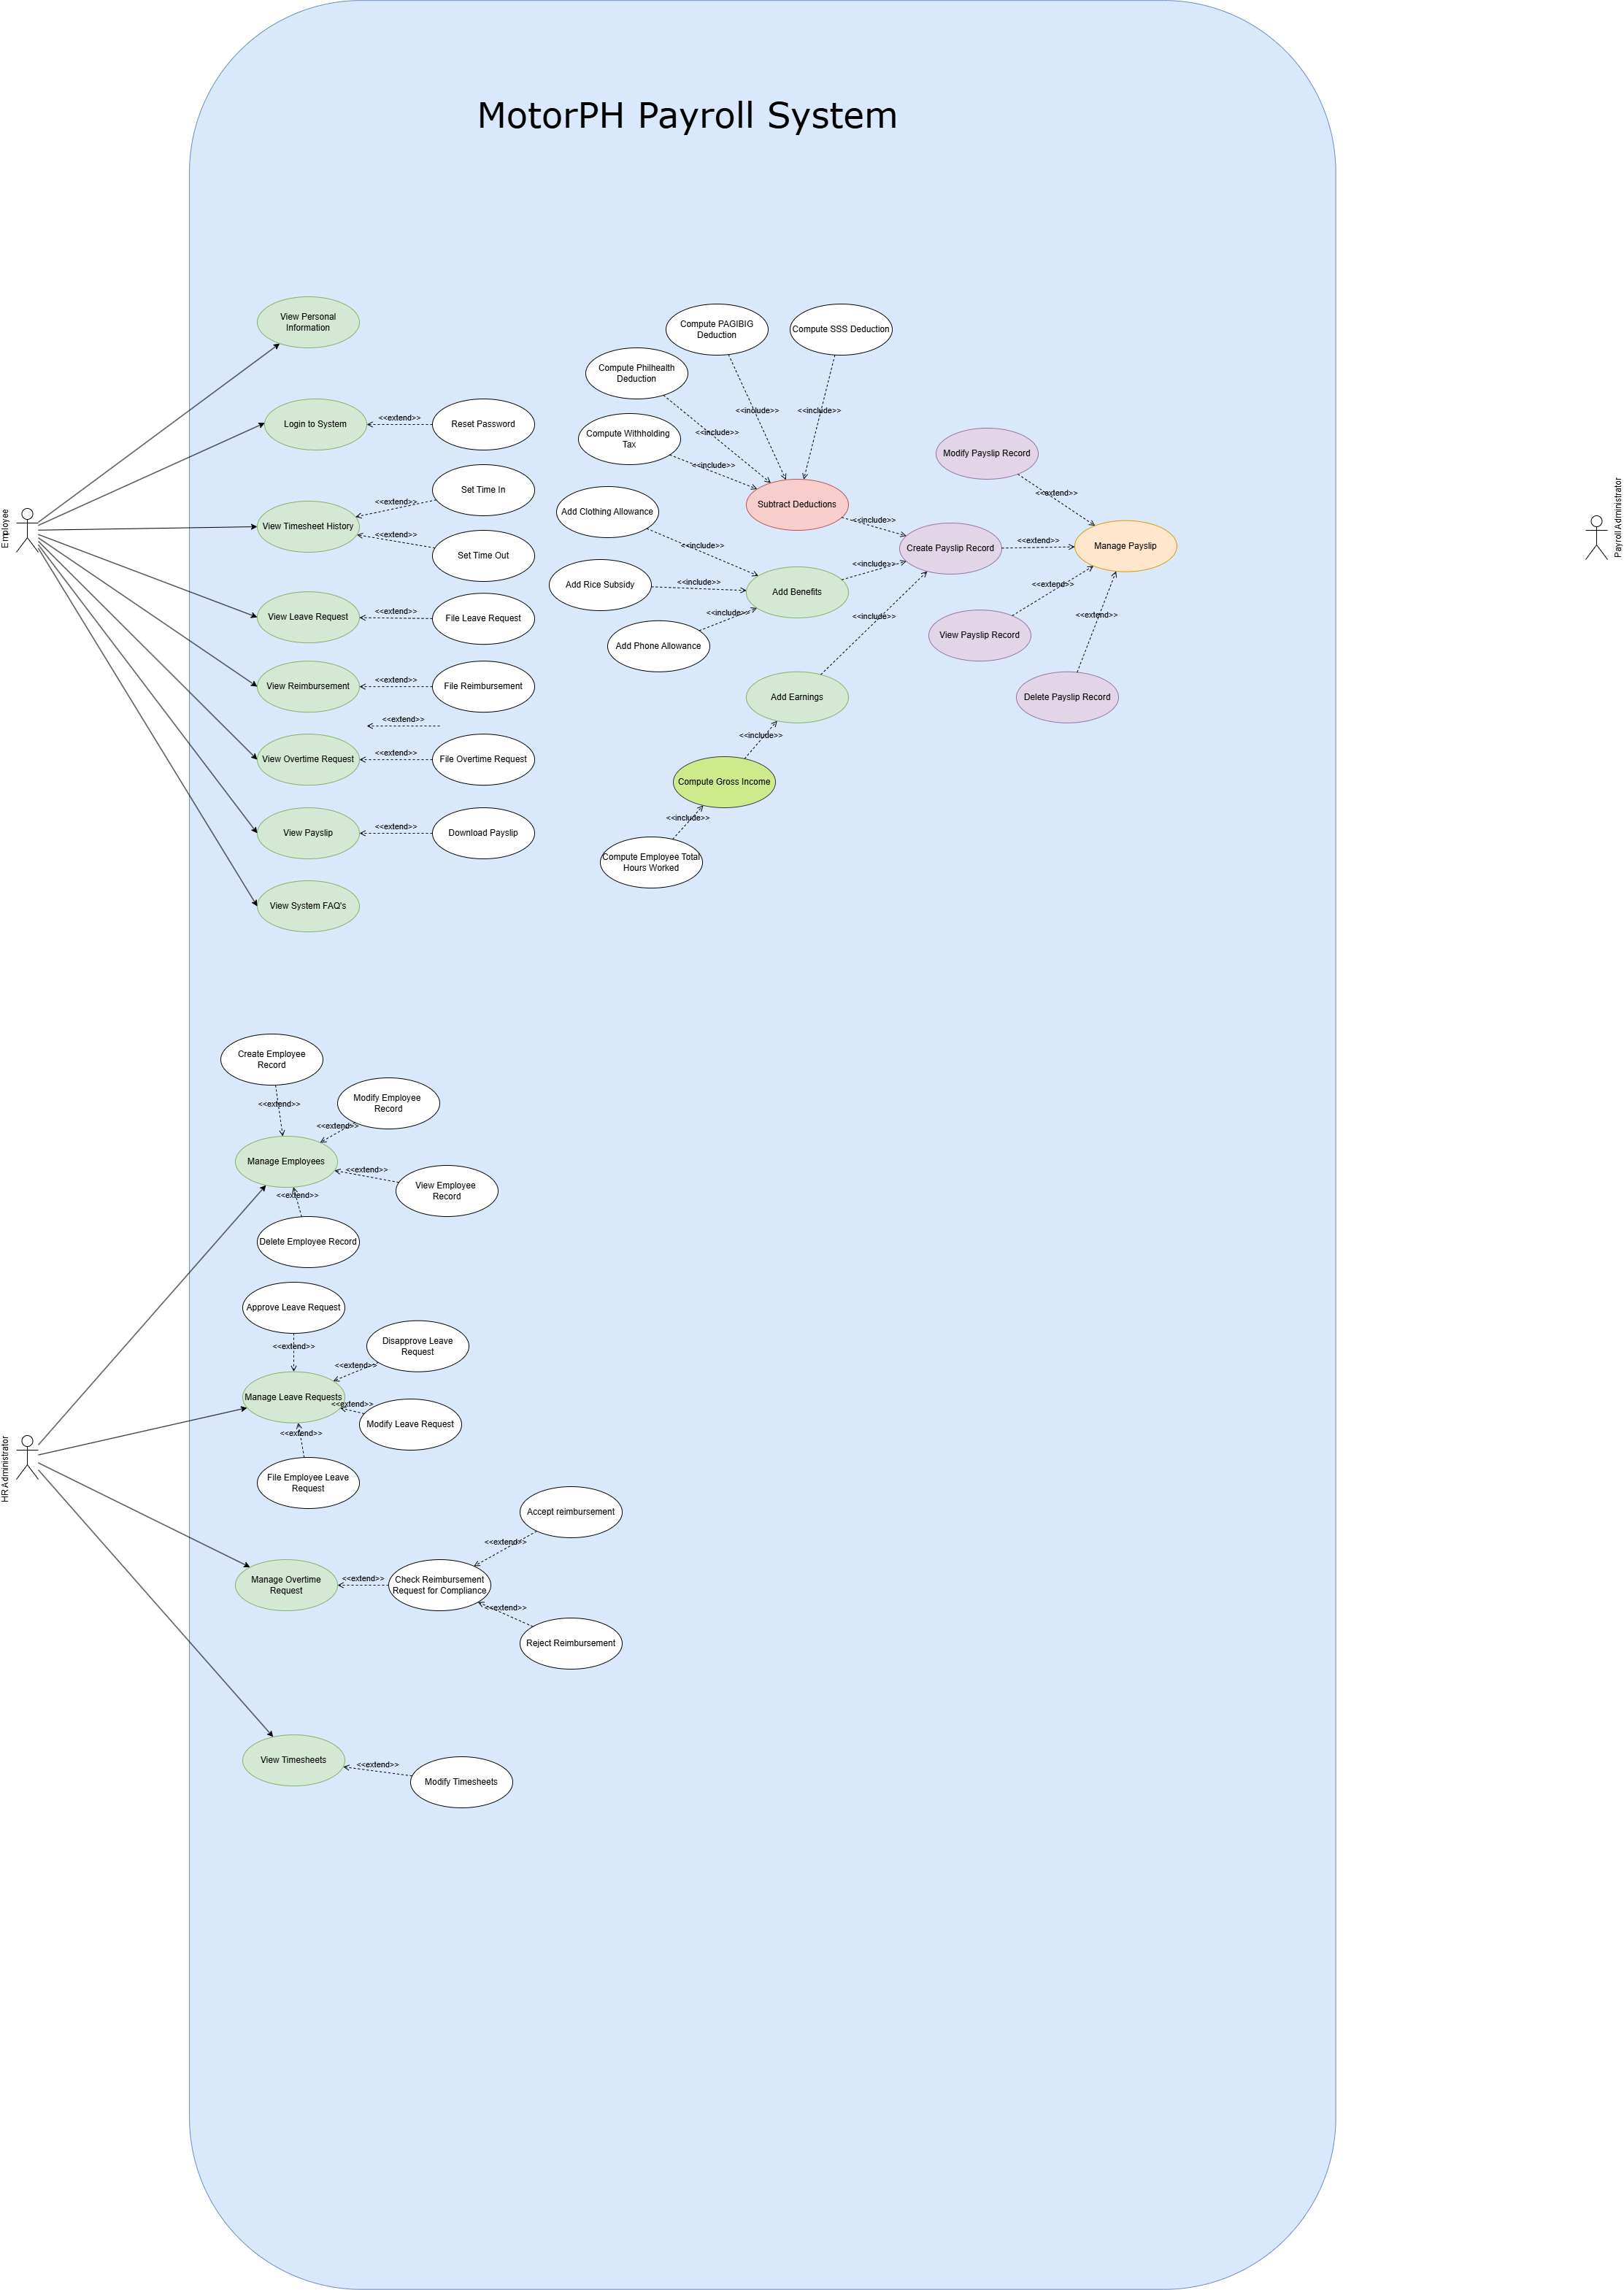 MotorPH Payroll System
View Personal
Information
Login to System
<<extend>>
Reset Password
Employee
View Timesheet History
<<extend>>
Set Time In
<<extend>>
Set Time Out
View Leave Request
<<extend>>
File Leave Request
View Reimbursement
<<extend>>
File Reimbursement
<<extend>>
View Overtime Request
<<extend>>
File Overtime Request
View Payslip
<<extend>>
Download Payslip
View System FAQ's
Compute PAGIBIG
Deduction
Compute SSS Deduction
Compute Philhealth
Deduction
Compute Withholding
Tax
<<include>>
<<include>>
<<include>>
<<include>>
Subtract Deductions
<<include>>
Add Clothing Allowance
<<include>>
Add Rice Subsidy
<<include>>
Add Phone Allowance
<<include>>
Add Benefits
<<include>>
Add Earnings
<<include>>
<<include>>
Compute Gross Income
<<include>>
Compute Employee Total
Hours Worked
Create Payslip Record
<<extend>>
Modify Payslip Record
<<extend>>
Manage Payslip
<<extend>>
View Payslip Record
<<extend>>
Delete Payslip Record
Payroll Administrator
Create Employee
Record
<<extend>>
Modify Employee
Record
<<extend>>
Manage Employees
<<extend>>
View Employee
Record
<<extend>>
Delete Employee Record
Approve Leave Request
<<extend>>
Disapprove Leave
Request
<<extend>>
Manage Leave Requests
<<extend>>
Modify Leave Request
<<extend>>
File Employee Leave
Request
HR Administrator
Accept reimbursement
<<extend>>
Manage Overtime
Request
<<extend>>
Check Reimbursement
Request for Compliance
<<extend>>
Reject Reimbursement
View Timesheets
<<extend>>
Modify Timesheets